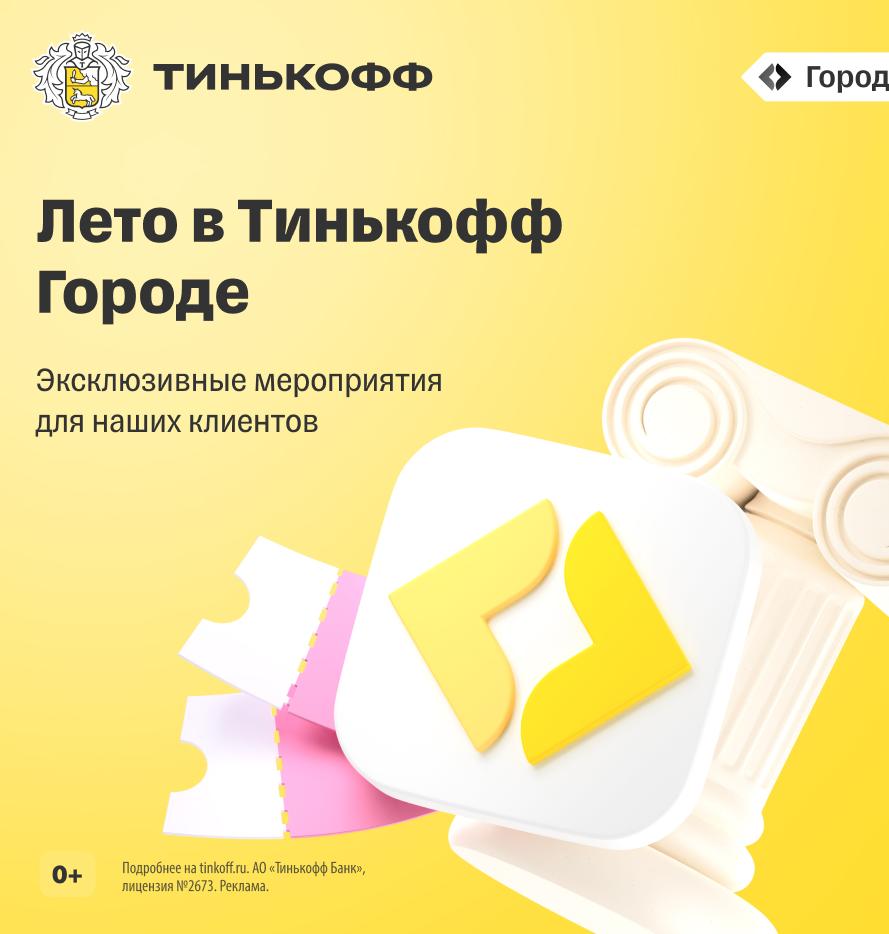 ТИНЬКОФФ
Город
Лето в Тинькофф
Городе
Эксклюзивные мероприятия
для наших клиентов
0+
Подробнее на tinkoff.ru. АО «Тинькофф Банк»,
лицензия №2673. Реклама.